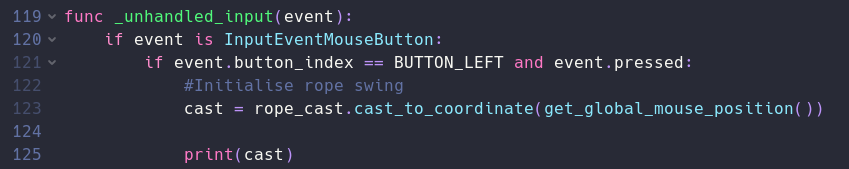 119 func _unhandled_input(event):
120 if event is InputEventMouseButton:
121 if event.button_index == BUTTON_LEFT and event.pressed:
122 #Initialise rope swing
123 cast = rope_cast.cast_to_coordinate(get_global_mouse_position())
124
125 print(cast)